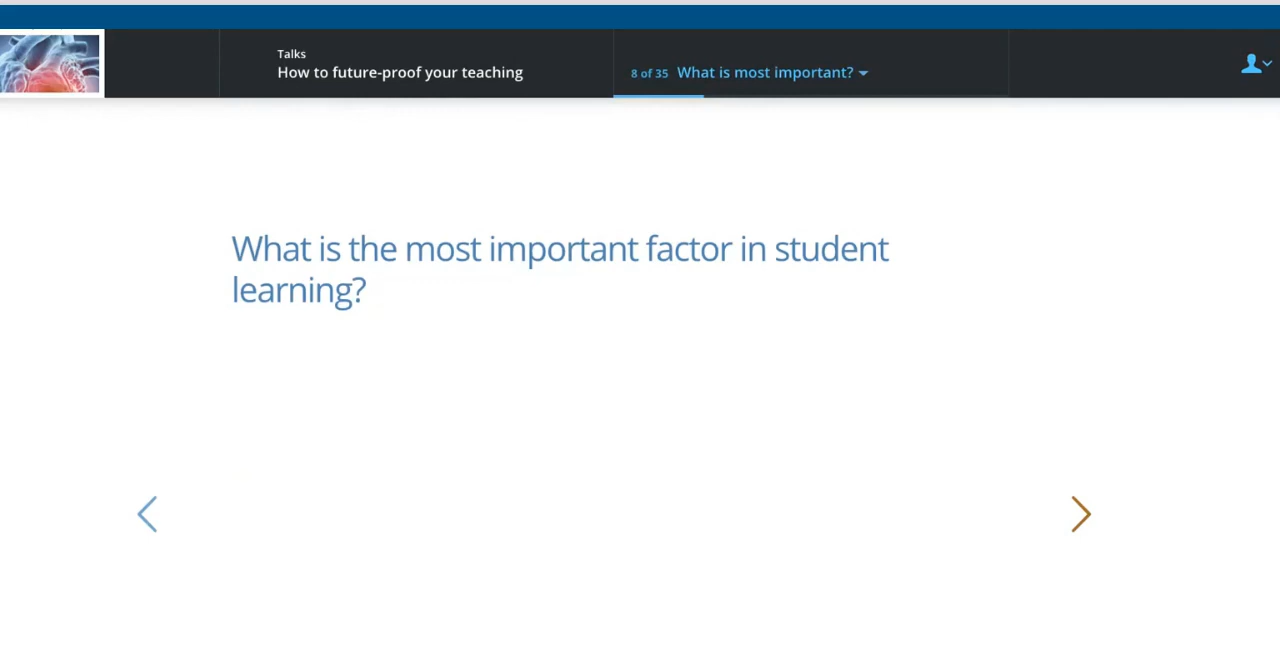 Talks
How to future-proof your teaching
8 of 35 What is most important?
What is the most important factor in student
learning?